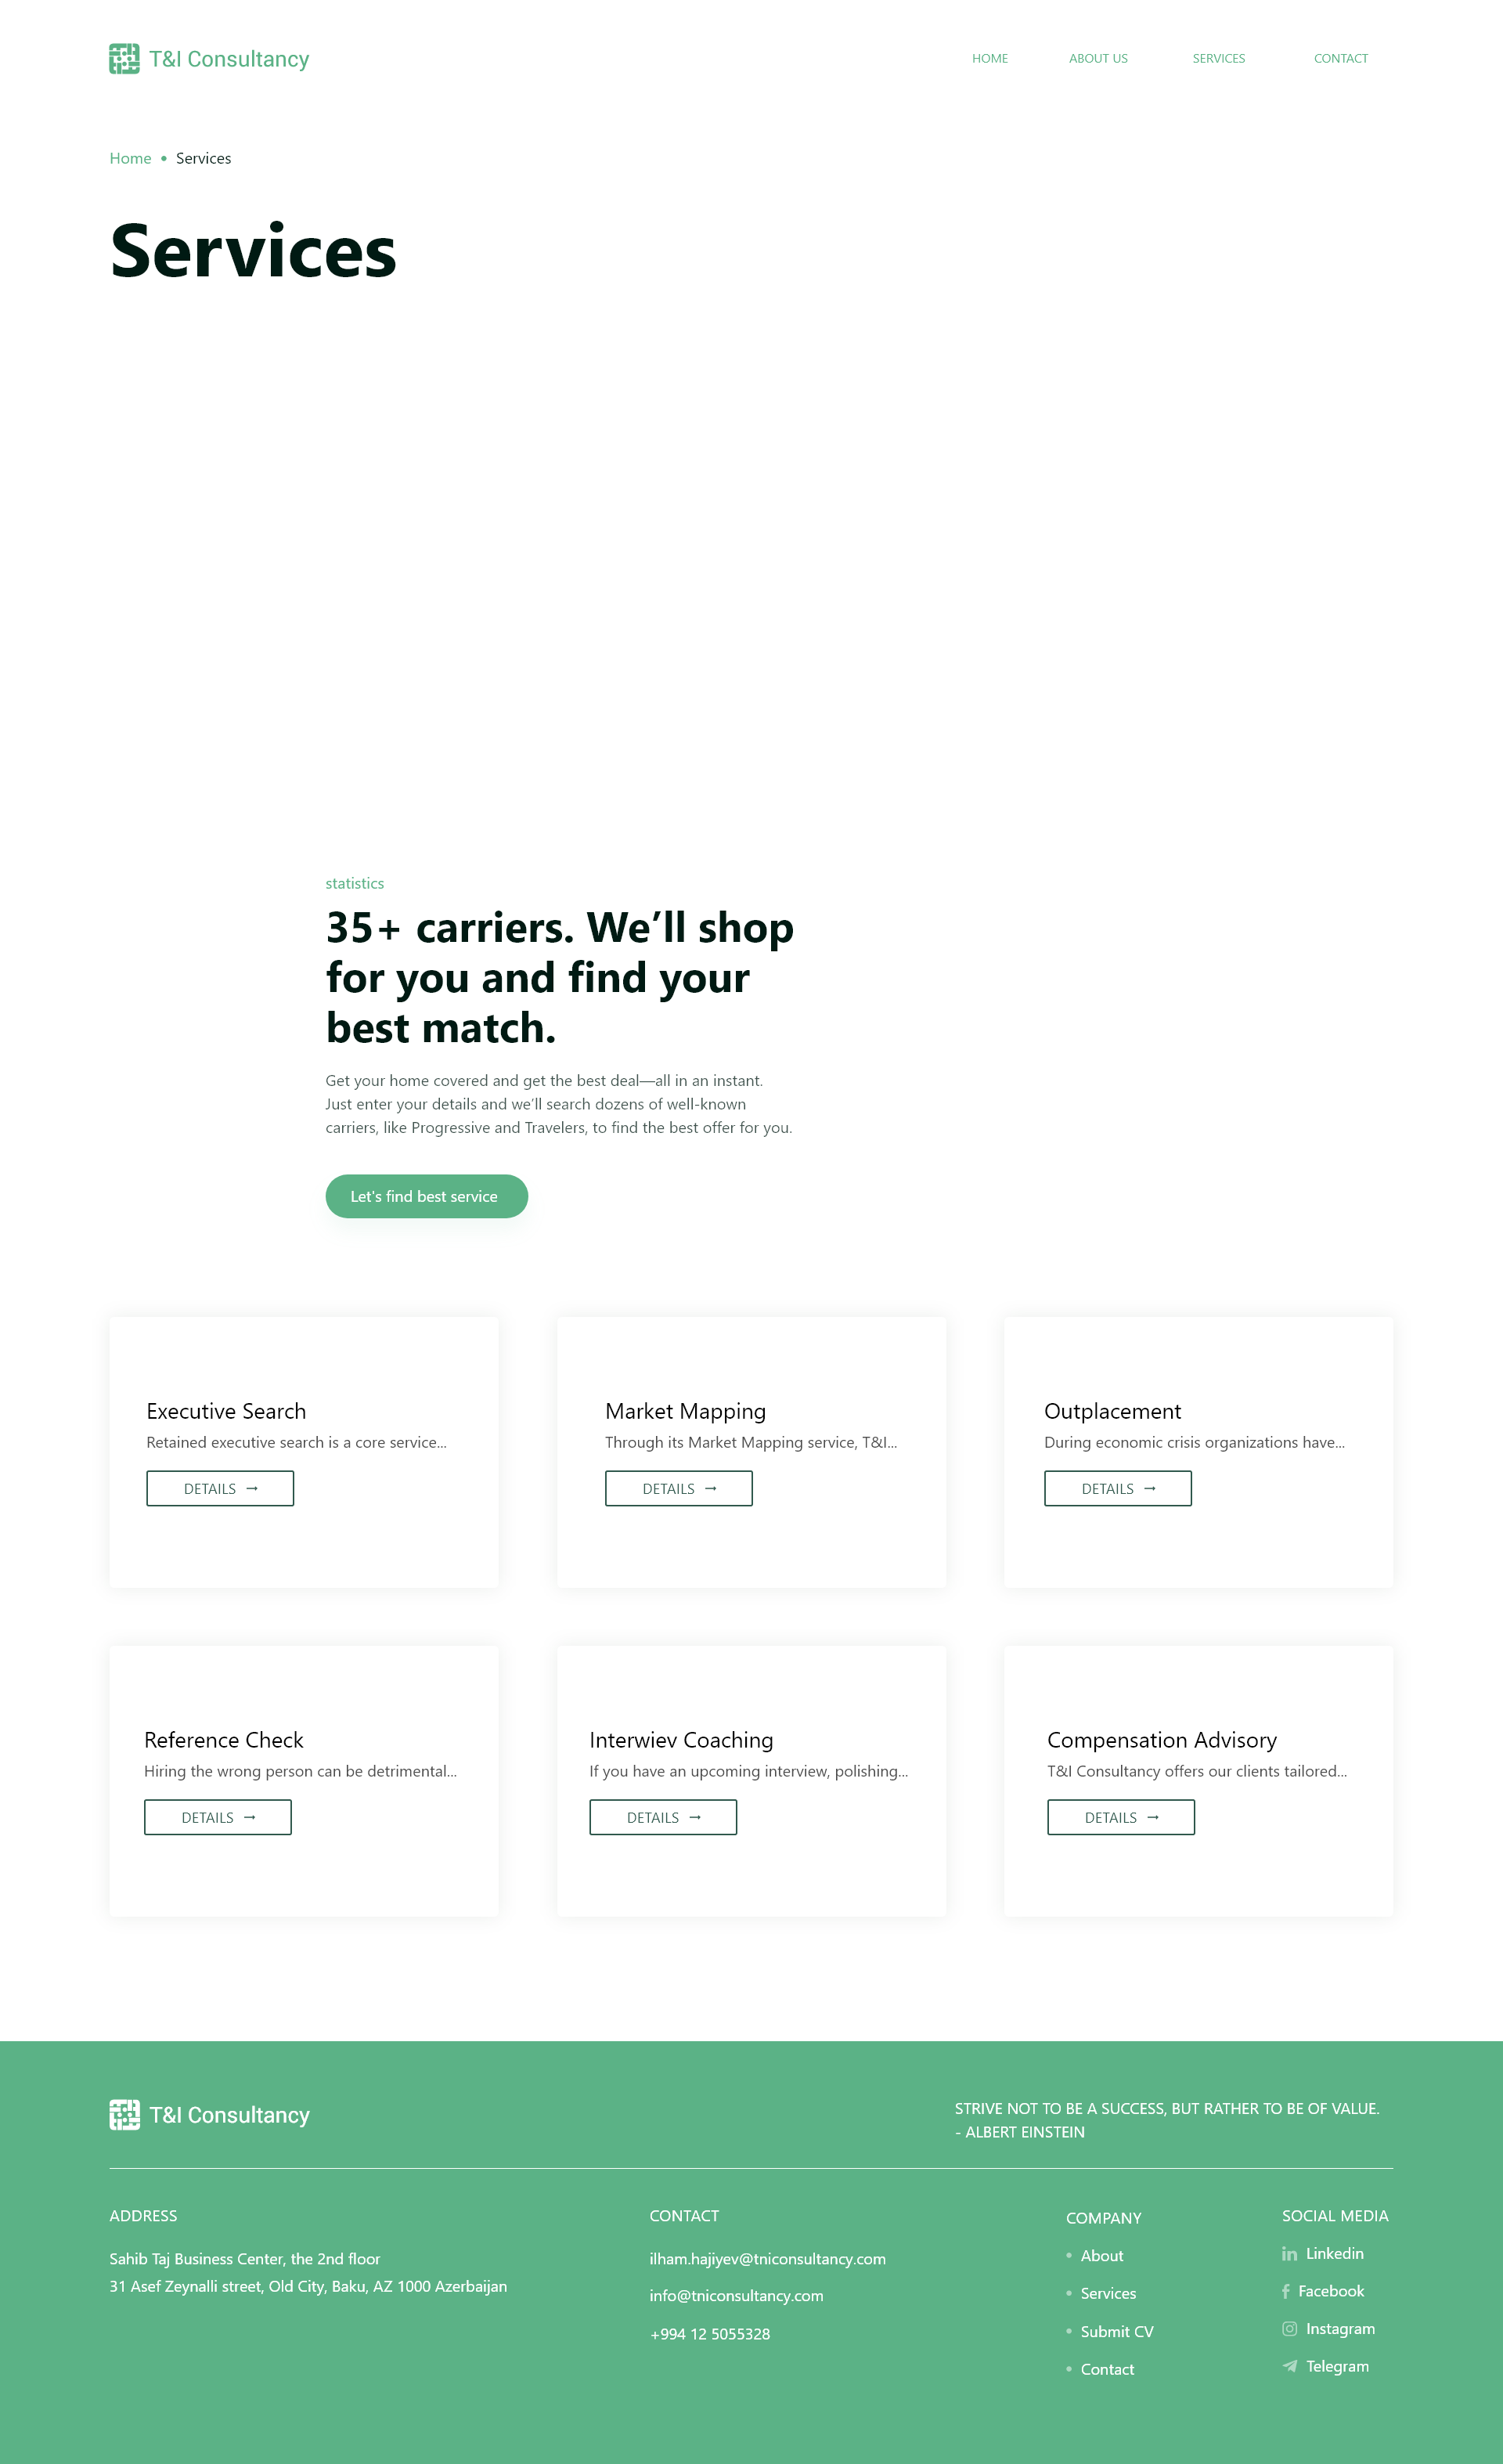 T&I Consultancy
HOME
ABOUT US
SERVICES
CONTACT
Home • Services
Services
statistics
35+ carriers. We’ll shop
for you and find your
best match.
Get your home covered and get the best deal—all in an instant.
Just enter your details and we’ll search dozens of well-known
carriers, like Progressive and Travelers, to find the best offer for you.
Let's find best service
Executive Search
Retained executive search is a core service...
DETAILS →
Market Mapping
Through its Market Mapping service, T&I...
DETAILS →
Outplacement
During economic crisis organizations have...
DETAILS →
Reference Check
Hiring the wrong person can be detrimental...
DETAILS →
Interwiev Coaching
If you have an upcoming interview, polishing...
DETAILS →
Compensation Advisory
T&I Consultancy offers our clients tailored...
DETAILS →
T&I Consultancy
STRIVE NOT TO BE A SUCCESS, BUT RATHER TO BE OF VALUE.
- ALBERT EINSTEIN
ADDRESS
Sahib Taj Business Center, the 2nd floor
31 Asef Zeynalli street, Old City, Baku, AZ 1000 Azerbaijan
CONTACT
ilham.hajiyev@tniconsultancy.com
info@tniconsultancy.com
+994 12 5055328
COMPANY
• About
• Services
• Submit CV
• Contact
SOCIAL MEDIA
Linkedin
Facebook
Instagram
Telegram